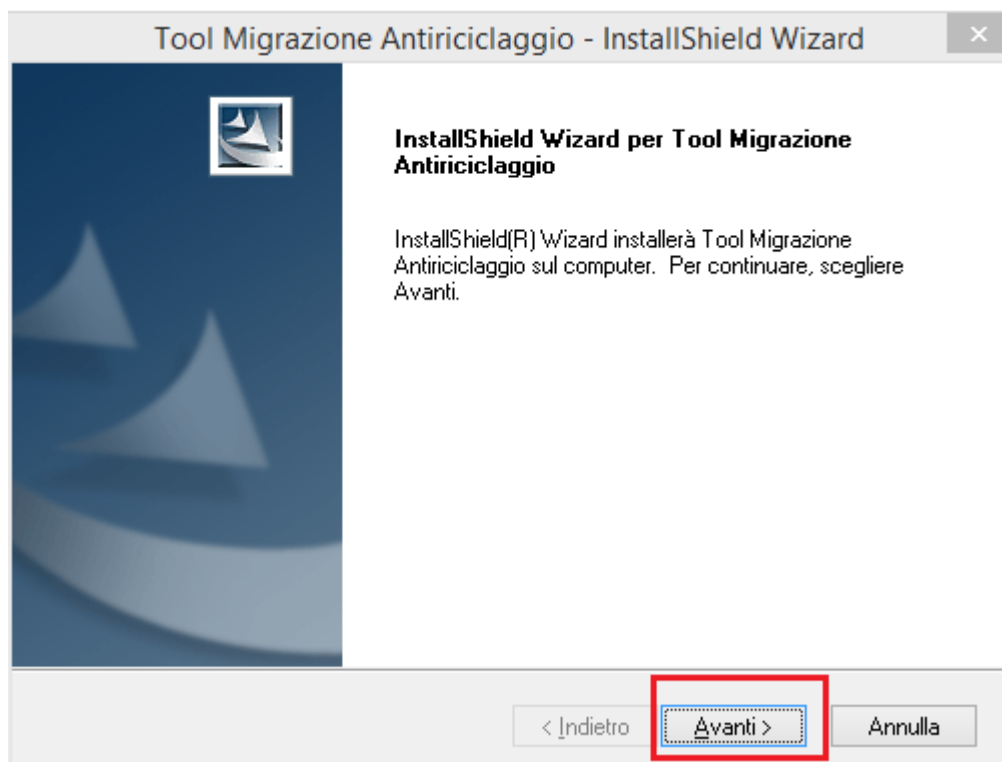 Tool Migrazione Antiriciclaggio - InstallShield Wizard
InstallShield Wizard per Tool Migrazione
Antiriciclaggio
InstallShield(R) Wizard installerà Tool Migrazione
Antiriciclaggio sul computer. Per continuare, scegliere
Avanti.
< Indietro
Avanti >
Annulla